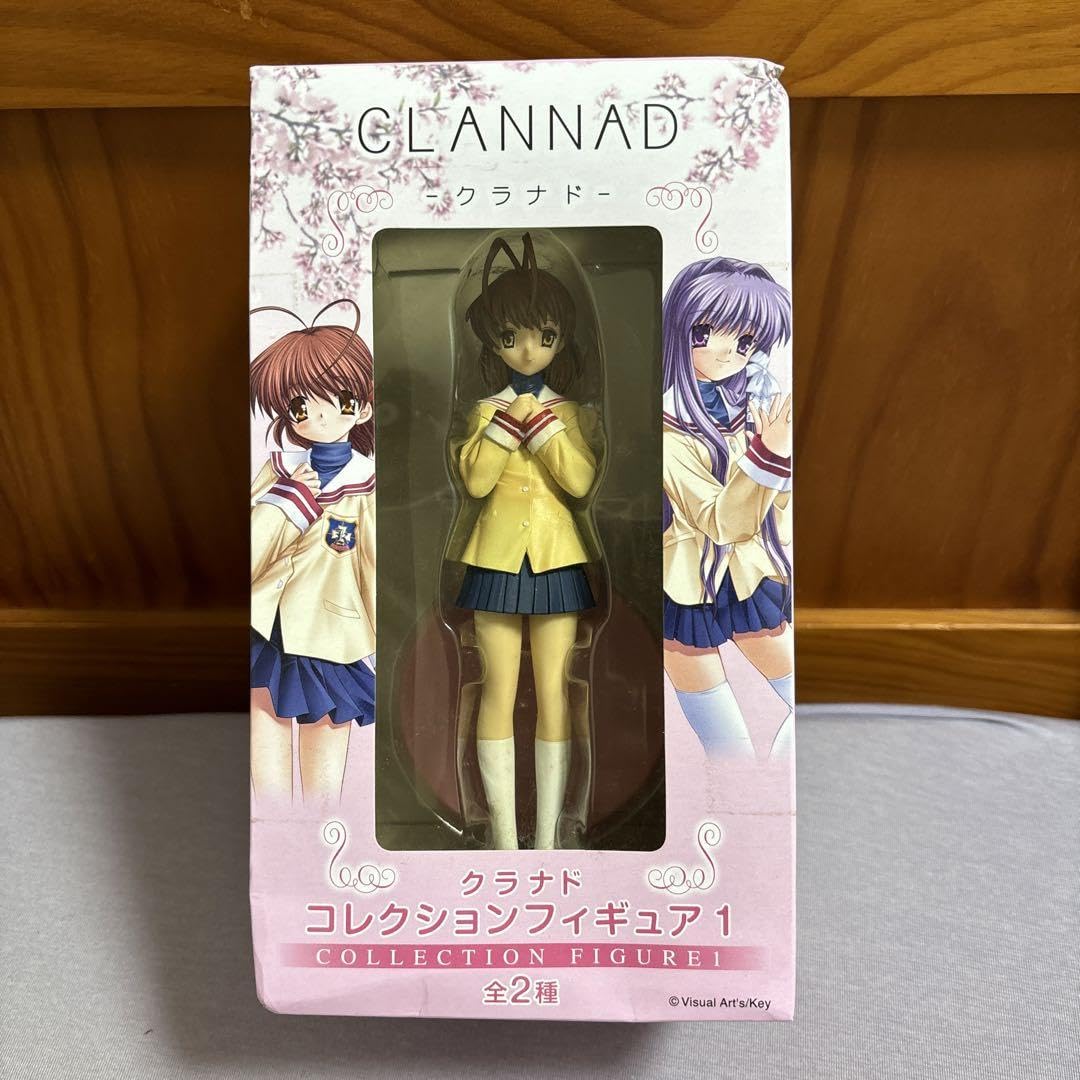 CLANNAD
-クラナド-
クラナド
コレクションフィギュア1
COLLECTION FIGURE1
全2種
©Visual Art's/Key